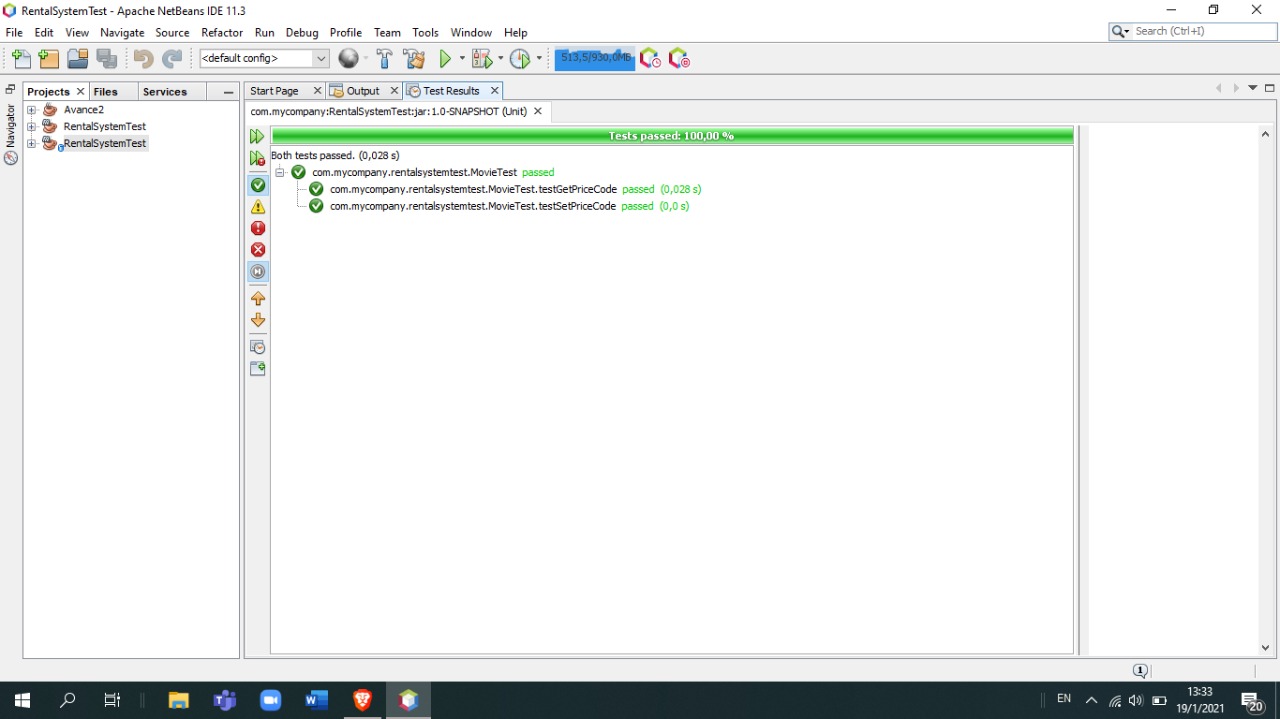 RentalSystemTest - Apache NetBeans IDE 11.3
File Edit View Navigate Source Refactor Run Debug Profile Team Tools Window Help
Search (Ctrl+I)
<default config>
513,5/930,0MB
Projects Files Services
Start Page Output Test Results
Navigator
Avance2
RentalSystemTest
RentalSystemTest
com.mycompany:RentalSystemTest:jar:1.0-SNAPSHOT (Unit)
Tests passed: 100,00 %
Both tests passed. (0,028 s)
com.mycompany.rentalsystemtest.MovieTest passed
com.mycompany.rentalsystemtest.MovieTest.testGetPriceCode passed (0,028 s)
com.mycompany.rentalsystemtest.MovieTest.testSetPriceCode passed (0,0 s)
1
EN
13:33
19/1/2021
20